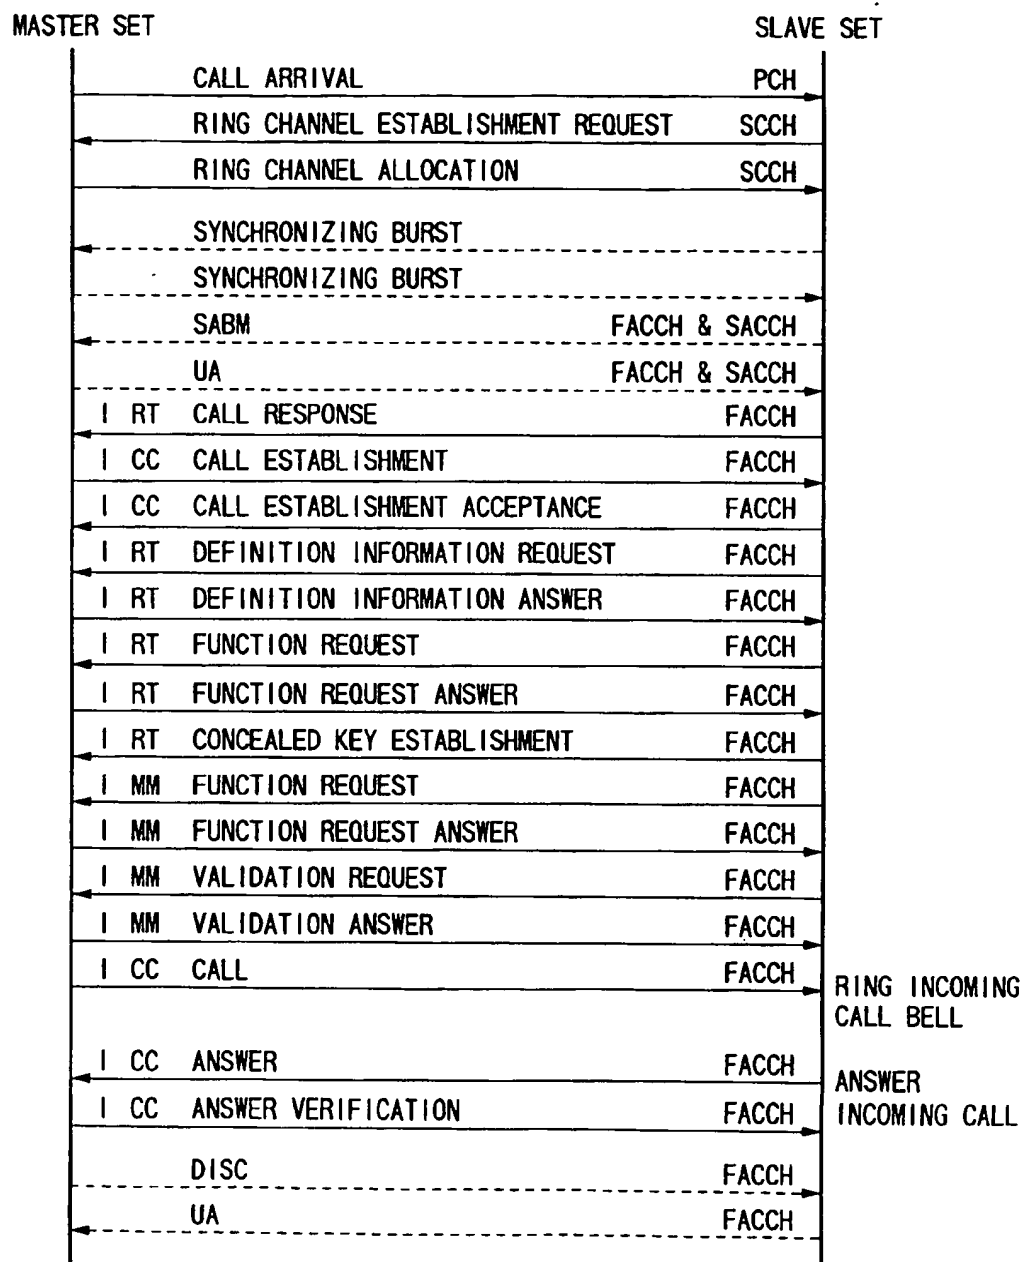 MASTER SET SLAVE SET
CALL ARRIVAL PCH
RING CHANNEL ESTABLISHMENT REQUEST SCCH
RING CHANNEL ALLOCATION SCCH
SYNCHRONIZING BURST
SYNCHRONIZING BURST
SABM FACCH & SACCH
UA FACCH & SACCH
I RT CALL RESPONSE FACCH
I CC CALL ESTABLISHMENT FACCH
I CC CALL ESTABLISHMENT ACCEPTANCE FACCH
I RT DEFINITION INFORMATION REQUEST FACCH
I RT DEFINITION INFORMATION ANSWER FACCH
I RT FUNCTION REQUEST FACCH
I RT FUNCTION REQUEST ANSWER FACCH
I RT CONCEALED KEY ESTABLISHMENT FACCH
I MM FUNCTION REQUEST FACCH
I MM FUNCTION REQUEST ANSWER FACCH
I MM VALIDATION REQUEST FACCH
I MM VALIDATION ANSWER FACCH
I CC CALL FACCH
RING INCOMING
CALL BELL
I CC ANSWER FACCH
ANSWER
I CC ANSWER VERIFICATION FACCH INCOMING CALL
DISC FACCH
UA FACCH